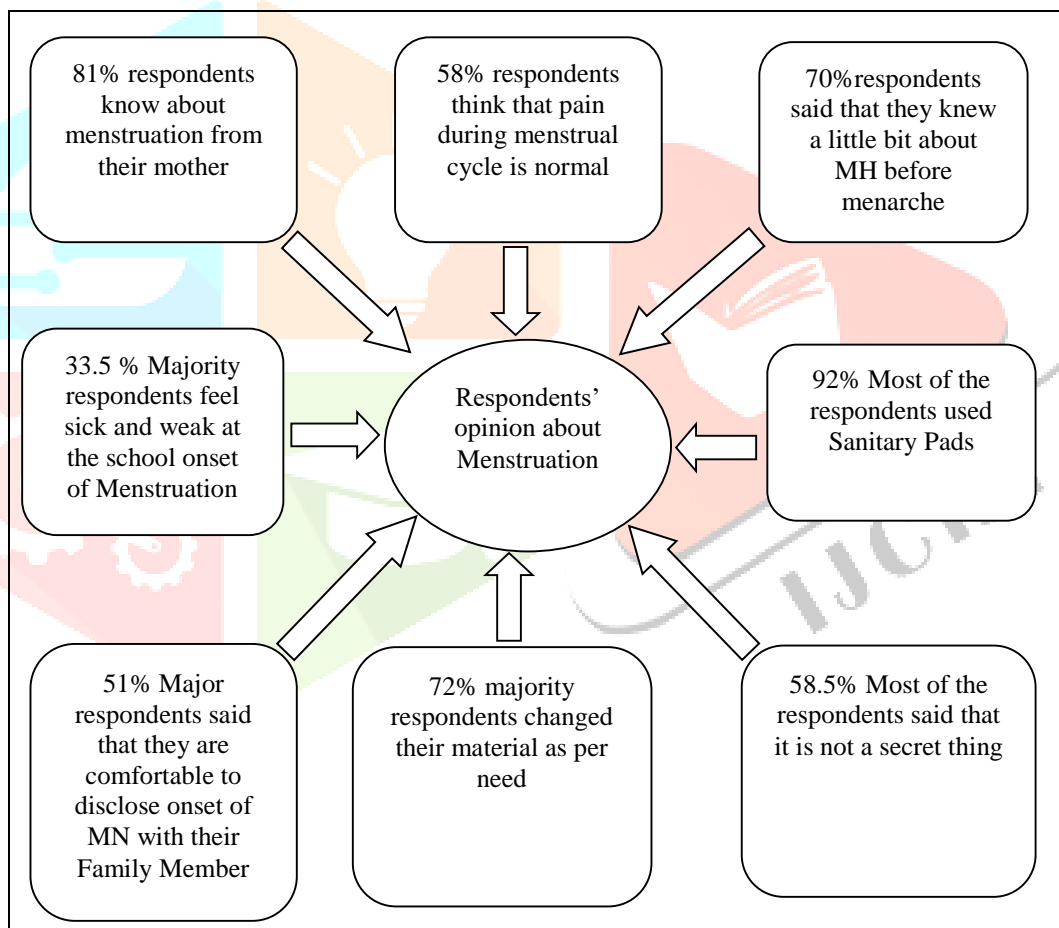 81% respondents
know about
menstruation from
their mother
58% respondents
think that pain
during menstrual
cycle is normal
70%respondents
said that they knew
a little bit about
MH before
menarche
33.5 % Majority
respondents feel
sick and weak at
the school onset
of Menstruation
Respondents’
opinion about
Menstruation
92% Most of the
respondents used
Sanitary Pads
51% Major
respondents said
that they are
comfortable to
disclose onset of
MN with their
Family Member
72% majority
respondents changed
their material as per
need
58.5% Most of the
respondents said that
it is not a secret thing